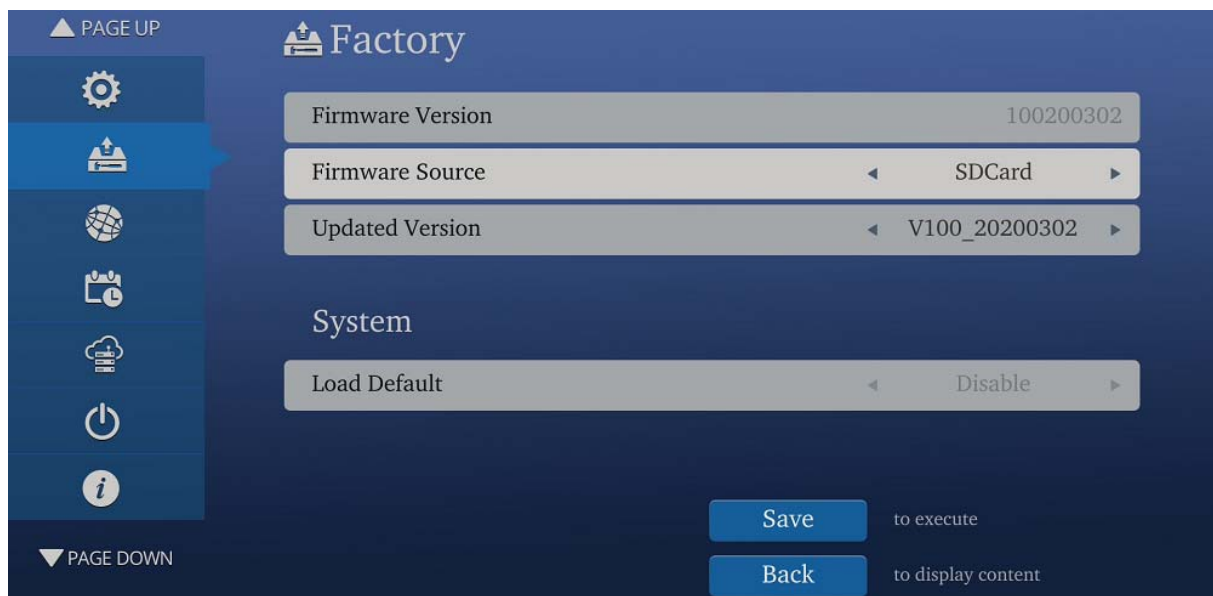 PAGE UP
Factory
Firmware Version 100200302
Firmware Source SDCard
Updated Version V100_20200302
System
Load Default Disable
Save to execute
Back to display content
PAGE DOWN